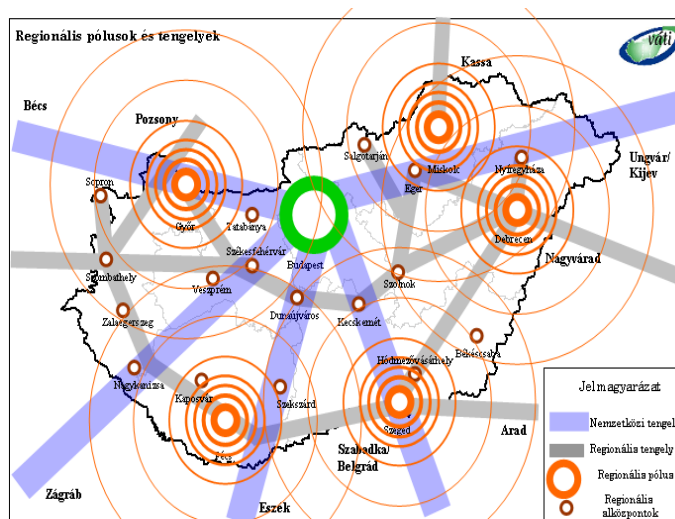 Regionális pólusok és tengelyek
váti
Kassa
Bécs
Pozsony
Salgótarján
Miskolc
Nyíregyháza
Ungvár/
Kijev
Eger
Sopron
Győr
Tatabánya
Debrecen
Székesfehérvár
Budapest
Nagyvárad
Szombathely
Veszprém
Szolnok
Dunaújváros
Kecskemét
Zalaegerszeg
Hódmezővásárhely
Békéscsaba
Nagykanizsa
Kaposvár
Szekszárd
Szeged
Arad
Pécs
Szabadka/
Belgrád
Zágráb
Eszék
Jelmagyarázat
Nemzetközi tengel
Regionális tengely
Regionális pólus
Regionális
alközpontok